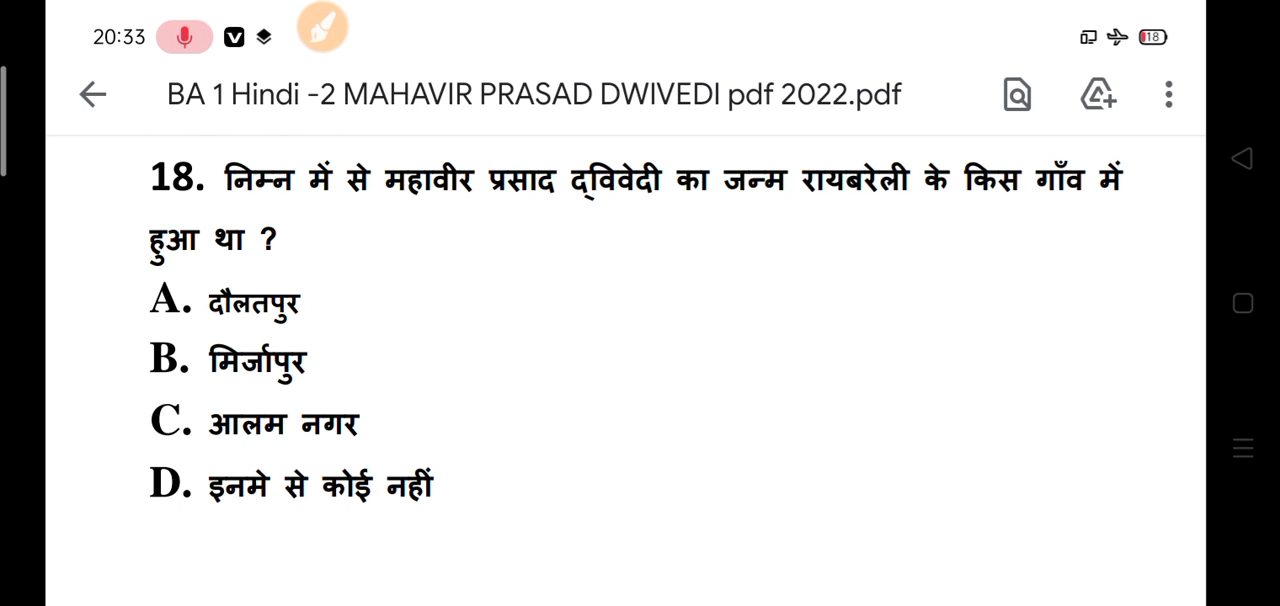 20:33
18
BA 1 Hindi -2 MAHAVIR PRASAD DWIVEDI pdf 2022.pdf
18. निम्न में से महावीर प्रसाद द्विवेदी का जन्म रायबरेली के किस गाँव में
हुआ था ?
A. दौलतपुर
B. मिर्जापुर
C. आलम नगर
D. इनमे से कोई नहीं